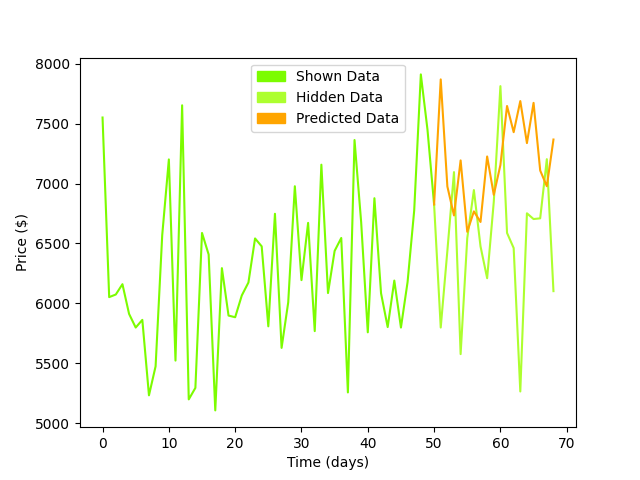 Shown Data
Hidden Data
Predicted Data
8000
7500
7000
6500
6000
5500
5000
Price ($)
0 10 20 30 40 50 60 70
Time (days)